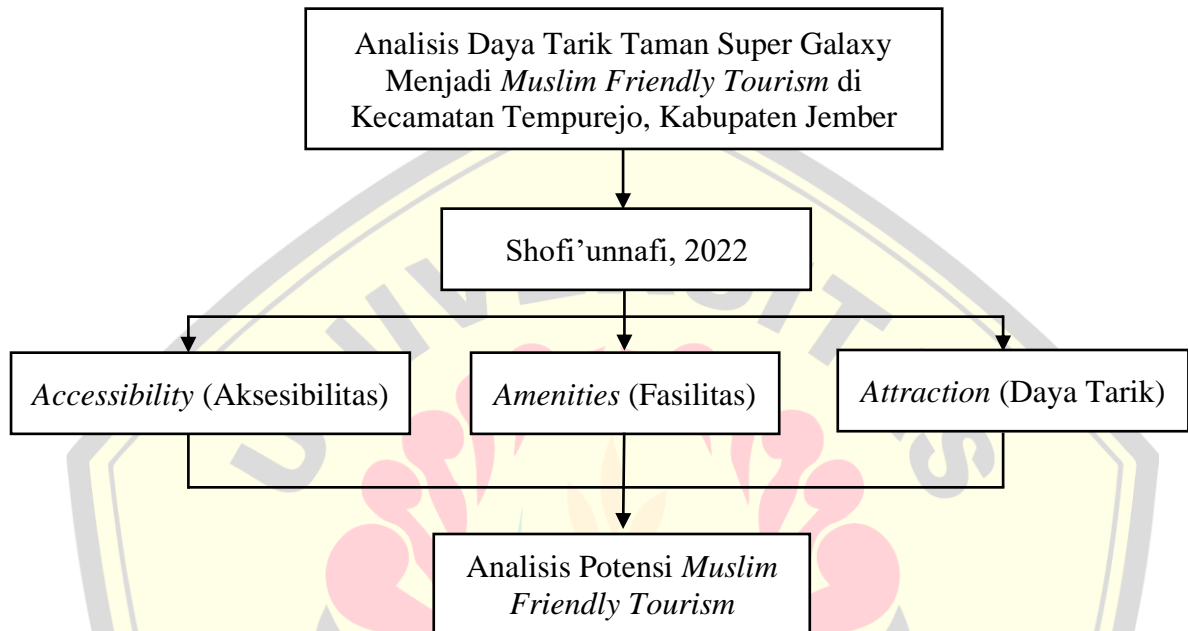 Analisis Daya Tarik Taman Super Galaxy
Menjadi Muslim Friendly Tourism di
Kecamatan Tempurejo, Kabupaten Jember
Shofi’unnafi, 2022
UNIVERSITAS
Accessibility (Aksesibilitas)
Amenities (Fasilitas)
Attraction (Daya Tarik)
Analisis Potensi Muslim
Friendly Tourism